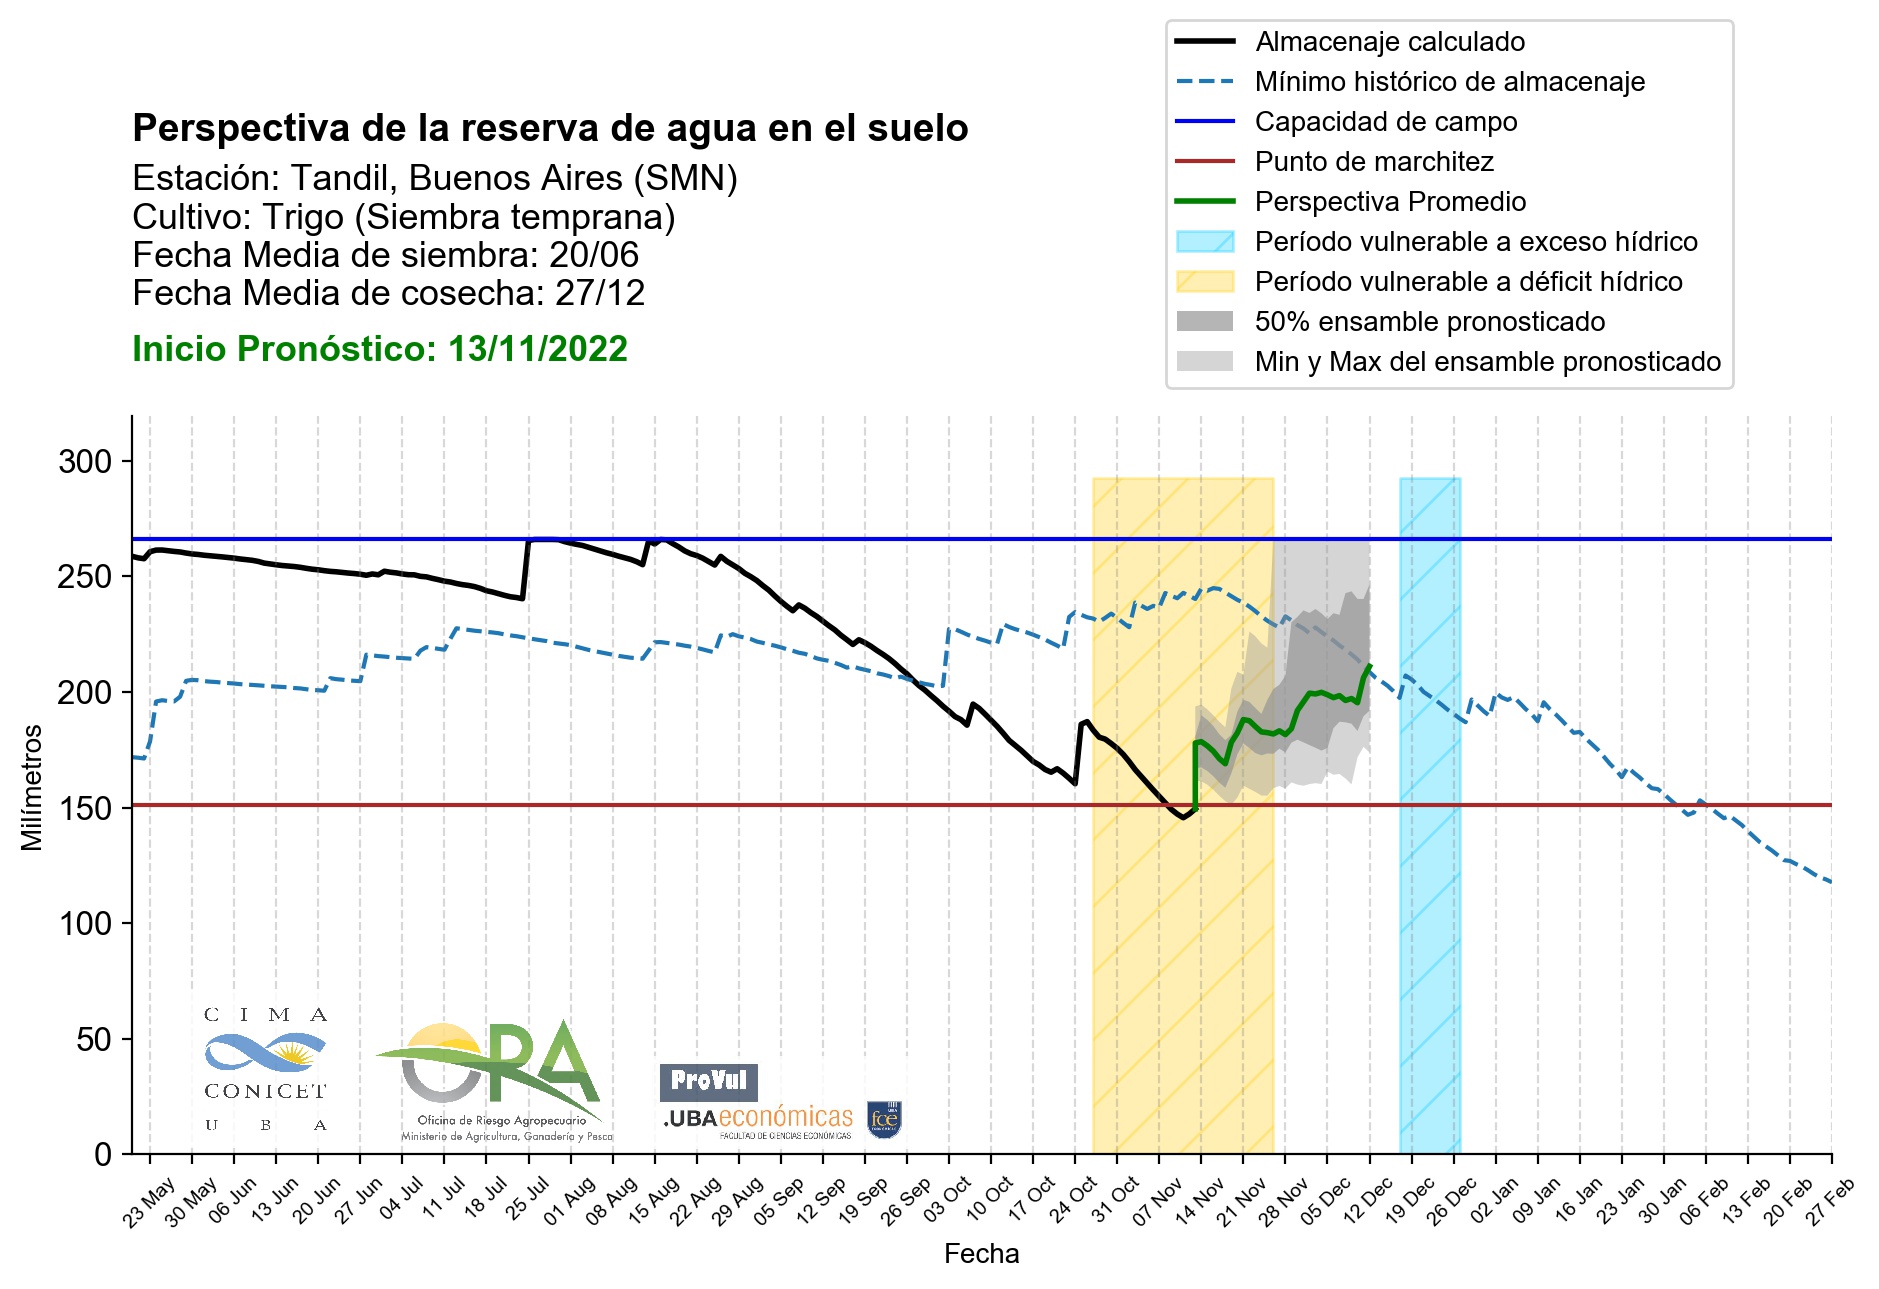 Almacenaje calculado
Mínimo histórico de almacenaje
Capacidad de campo
Punto de marchitez
Perspectiva Promedio
Período vulnerable a exceso hídrico
Período vulnerable a déficit hídrico
50% ensamble pronosticado
Min y Max del ensamble pronosticado
Perspectiva de la reserva de agua en el suelo
Estación: Tandil, Buenos Aires (SMN)
Cultivo: Trigo (Siembra temprana)
Fecha Media de siembra: 20/06
Fecha Media de cosecha: 27/12
Inicio Pronóstico: 13/11/2022
Milímetros
300
250
200
150
100
50
0
C I M A
CONICET
U B A
ORA
Oficina de Riesgo Agropecuario
Ministerio de Agricultura, Ganadería y Pesca
ProVul
.UBAeconómicas
FACULTAD DE CIENCIAS ECONÓMICAS
fce
23 May
30 May
06 Jun
13 Jun
20 Jun
27 Jun
04 Jul
11 Jul
18 Jul
25 Jul
01 Aug
08 Aug
15 Aug
22 Aug
29 Aug
05 Sep
12 Sep
19 Sep
26 Sep
03 Oct
10 Oct
17 Oct
24 Oct
31 Oct
07 Nov
14 Nov
21 Nov
28 Nov
05 Dec
12 Dec
19 Dec
26 Dec
02 Jan
09 Jan
16 Jan
23 Jan
30 Jan
06 Feb
13 Feb
20 Feb
27 Feb
Fecha